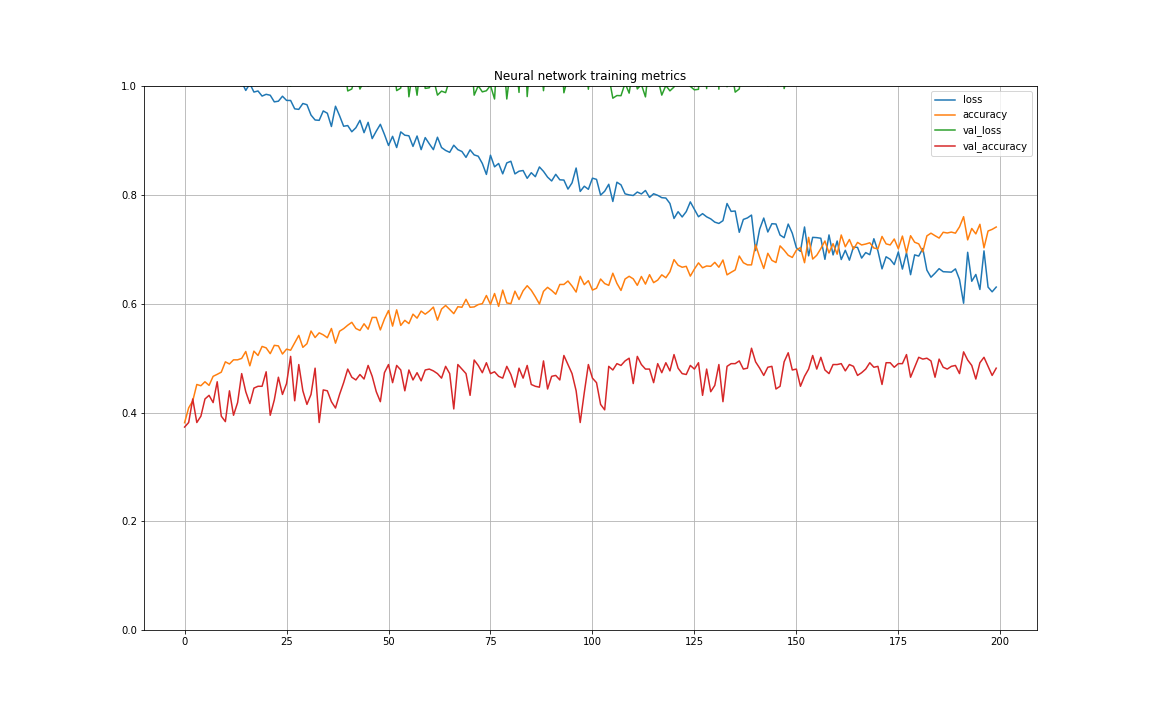 Neural network training metrics
1.0
0.8
0.6
0.4
0.2
0.0
loss
accuracy
val_loss
val_accuracy
0 25 50 75 100 125 150 175 200